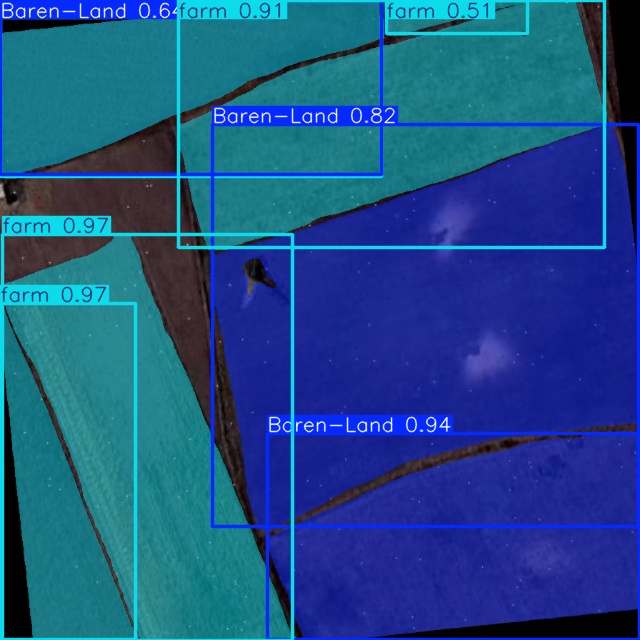 Baren-Land 0.64
farm 0.91
farm 0.51
Baren-Land 0.82
farm 0.97
farm 0.97
Baren-Land 0.94